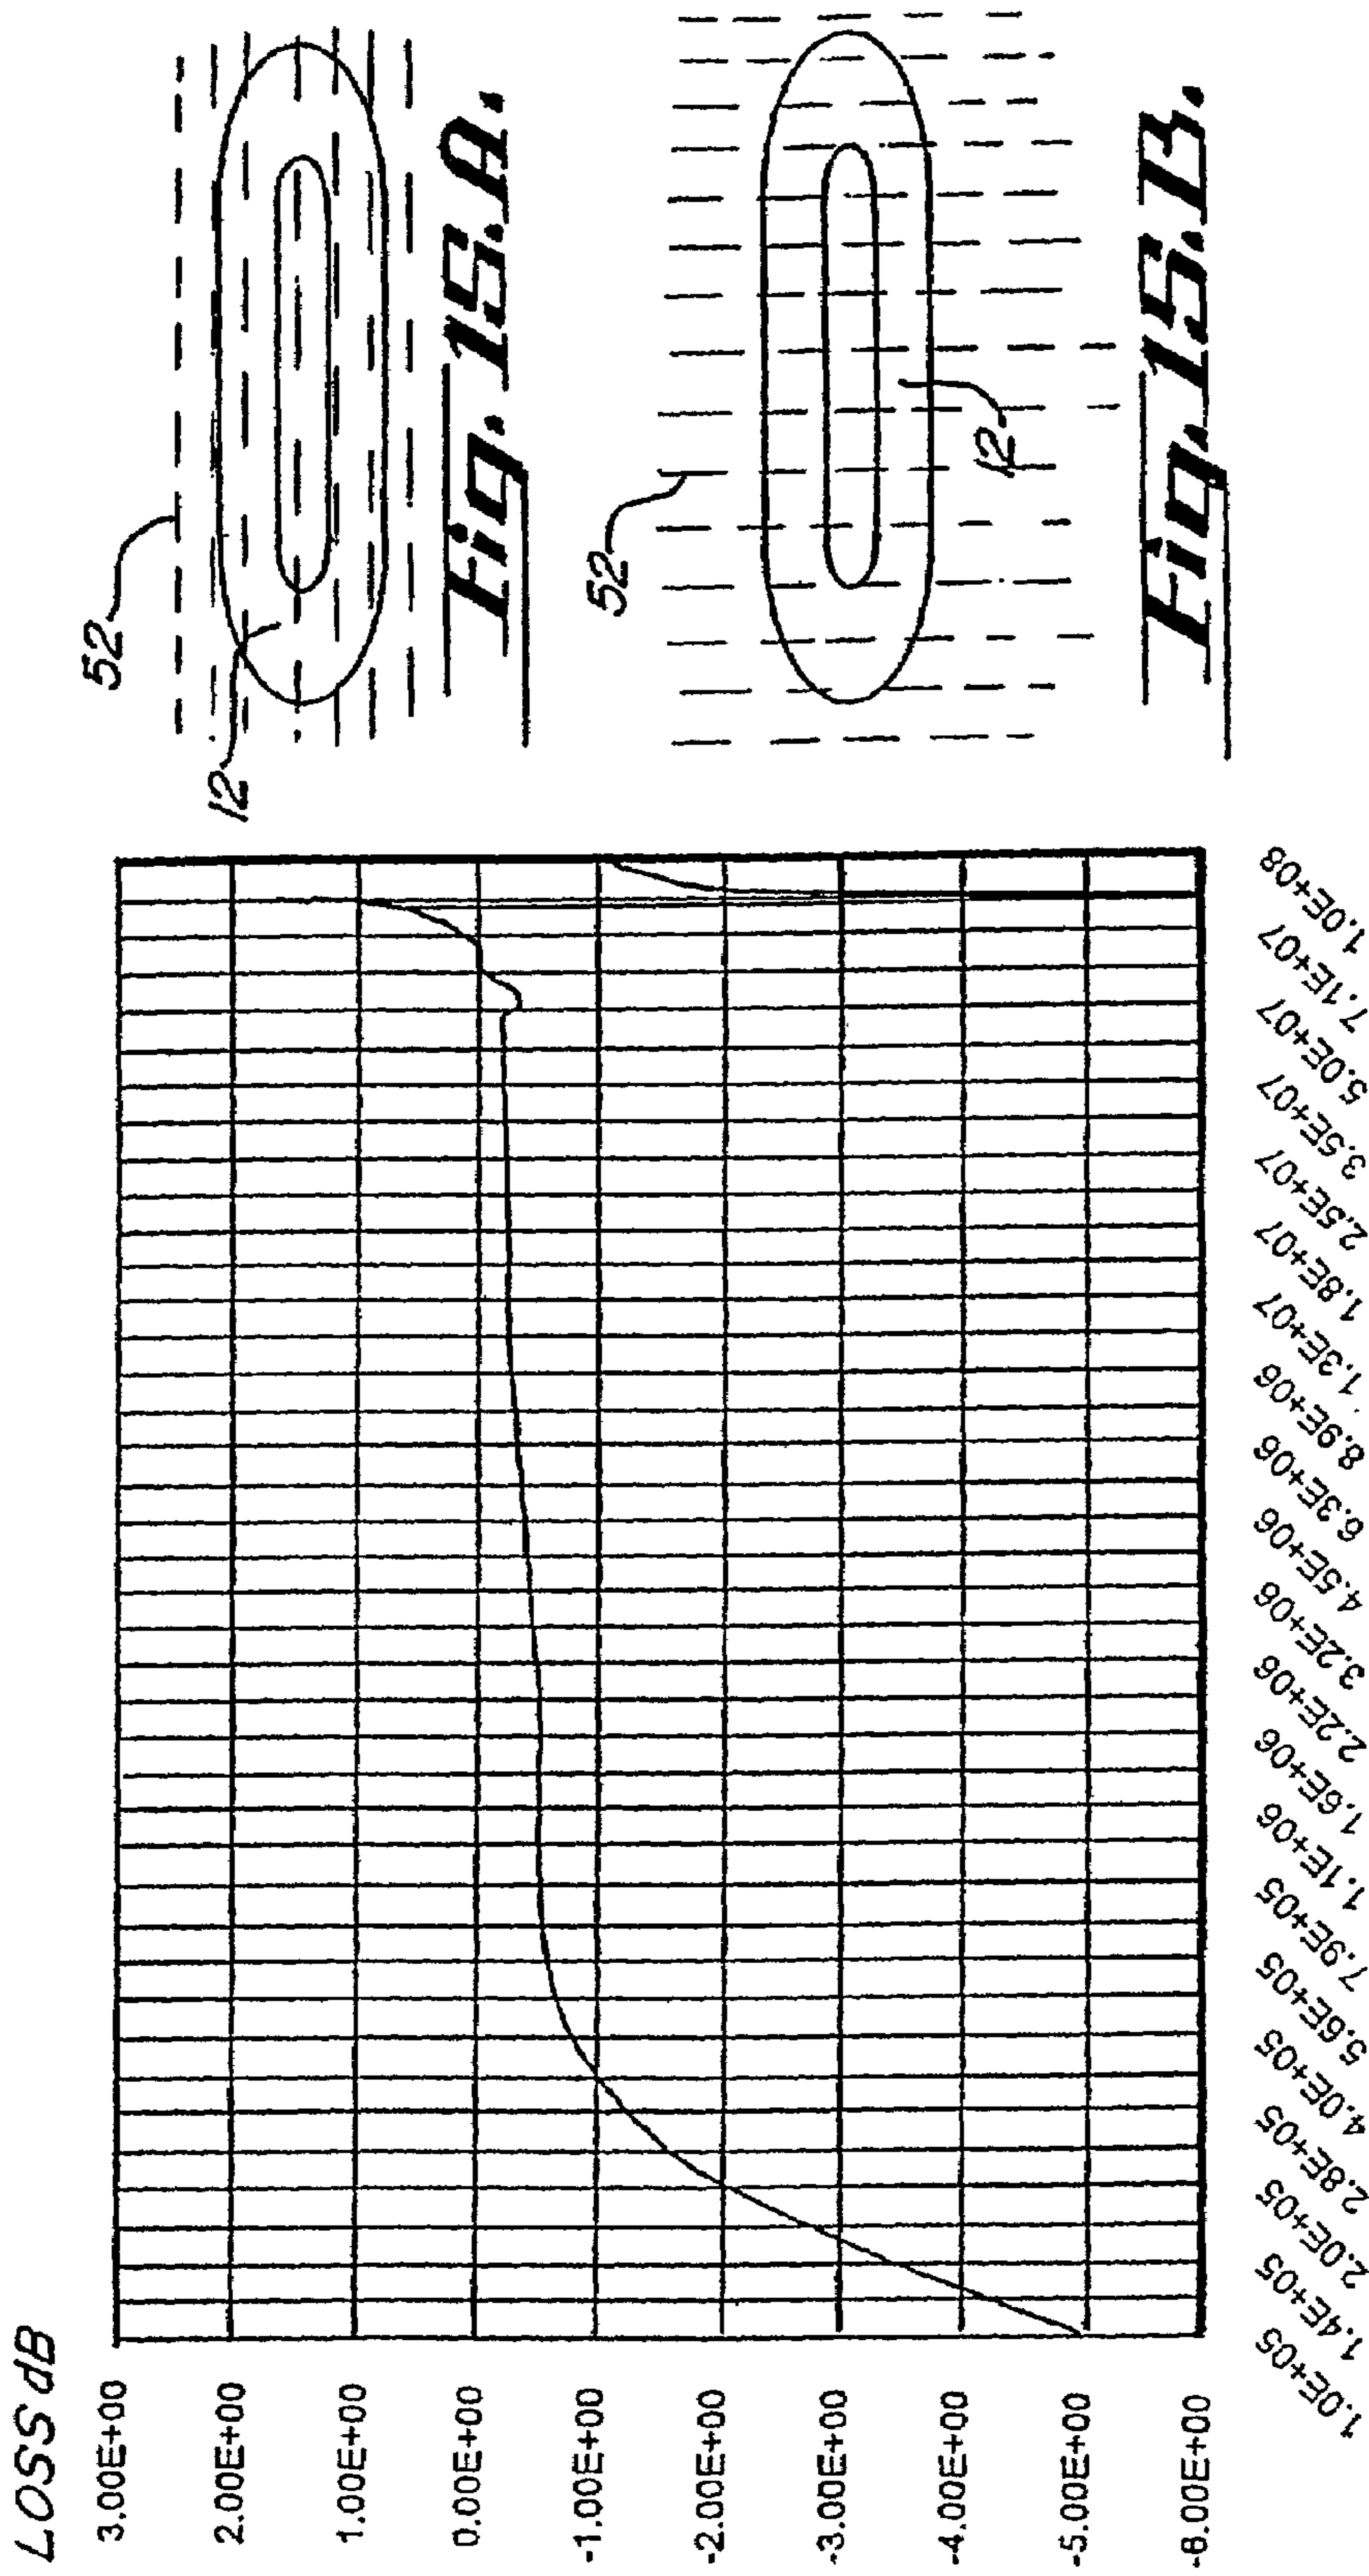 LOSS dB
3.00E+00
2.00E+00
1.00E+00
0.00E+00
-1.00E+00
-2.00E+00
-3.00E+00
-4.00E+00
-5.00E+00
-6.00E+00
1.0E+05
1.4E+05
2.0E+05
2.8E+05
4.0E+05
5.6E+05
7.9E+05
1.1E+06
1.6E+06
2.2E+06
3.2E+06
4.5E+06
6.3E+06
8.9E+06
1.3E+07
1.8E+07
2.5E+07
3.5E+07
5.0E+07
7.1E+07
1.0E+08
52
12
Fig. 15.A.
52
12
Fig. 15.B.